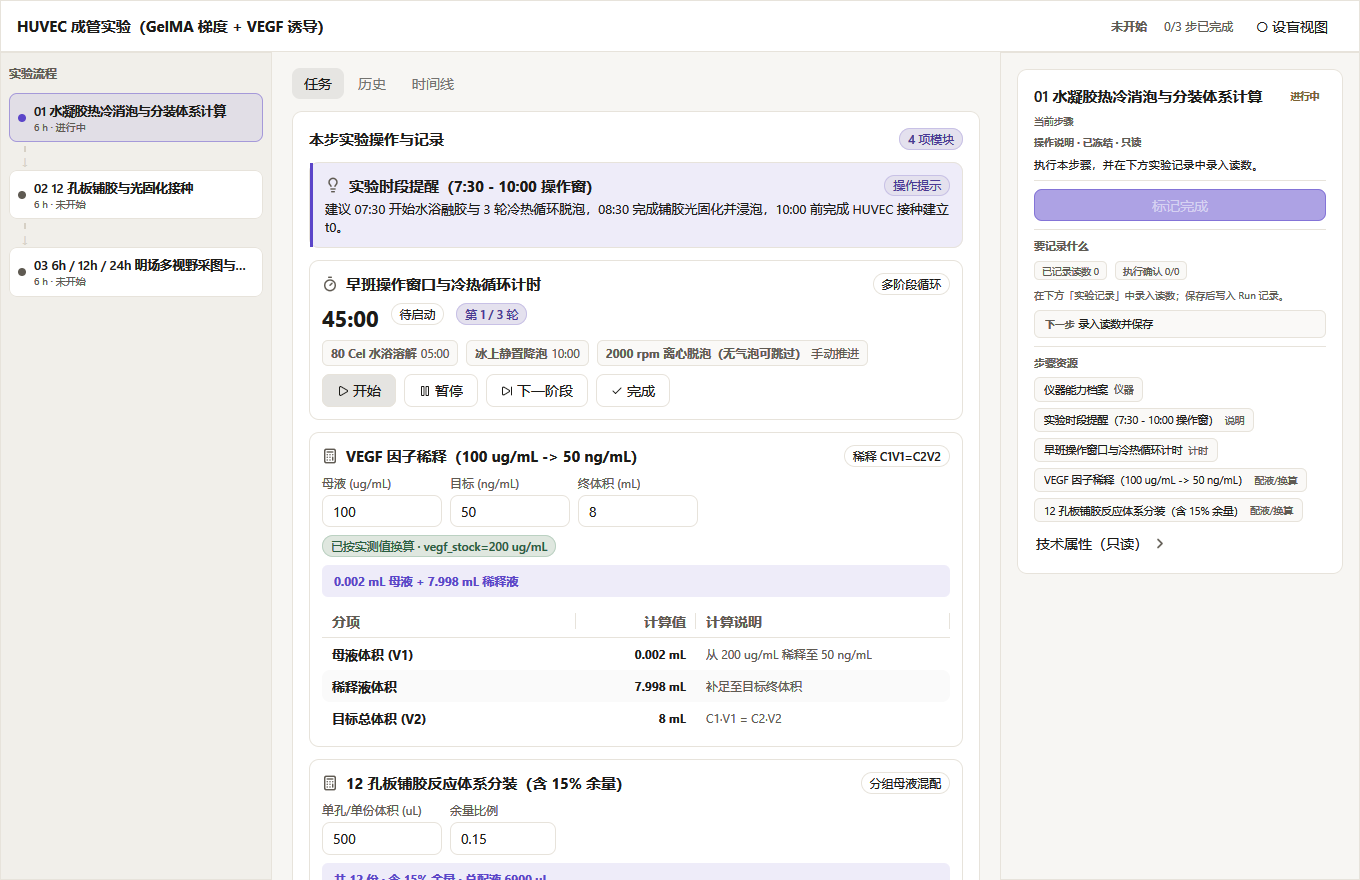 HUVEC 成管实验（GelMA 梯度 + VEGF 诱导）
未开始 0/3 步已完成 设盲视图
实验流程
01 水凝胶热冷消泡与分装体系计算
6 h · 进行中
02 12 孔板铺胶与光固化接种
6 h · 未开始
03 6h / 12h / 24h 明场多视野采图与...
6 h · 未开始
任务 历史 时间线
本步实验操作与记录
4 项模块
实验时段提醒（7:30 - 10:00 操作窗）
操作提示
建议 07:30 开始水浴融胶与 3 轮冷热循环脱泡，08:30 完成铺胶光固化并浸泡，10:00 前完成 HUVEC 接种建立
t0。
早班操作窗口与冷热循环计时
多阶段循环
45:00 待启动 第 1 / 3 轮
80 Cel 水浴溶解 05:00 冰上静置降泡 10:00 2000 rpm 离心脱泡（无气泡可跳过） 手动推进
开始 暂停 下一阶段 完成
VEGF 因子稀释（100 ug/mL -> 50 ng/mL)
稀释 C1V1=C2V2
母液 (ug/mL) 目标 (ng/mL) 终体积 (mL)
100 50 8
已按实测值换算 · vegf_stock=200 ug/mL
0.002 mL 母液 + 7.998 mL 稀释液
分项 计算值 计算说明
母液体积 (V1) 0.002 mL 从 200 ug/mL 稀释至 50 ng/mL
稀释液体积 7.998 mL 补足至目标终体积
目标总体积 (V2) 8 mL C1·V1 = C2·V2
12 孔板铺胶反应体系分装（含 15% 余量）
分组母液混配
单孔/单份体积 (uL) 余量比例
500 0.15
共 12 份 · 含 15% 余量 · 总配液 6900 uL
01 水凝胶热冷消泡与分装体系计算 进行中
当前步骤
操作说明 · 已冻结 · 只读
执行本步骤，并在下方实验记录中录入读数。
标记完成
要记录什么
已记录读数 0 执行确认 0/0
在下方「实验记录」中录入读数；保存后写入 Run 记录。
下一步 录入读数并保存
步骤资源
仪器能力档案 仪器
实验时段提醒（7:30 - 10:00 操作窗） 说明
早班操作窗口与冷热循环计时 计时
VEGF 因子稀释（100 ug/mL -> 50 ng/mL） 配液/换算
12 孔板铺胶反应体系分装（含 15% 余量） 配液/换算
技术属性（只读）